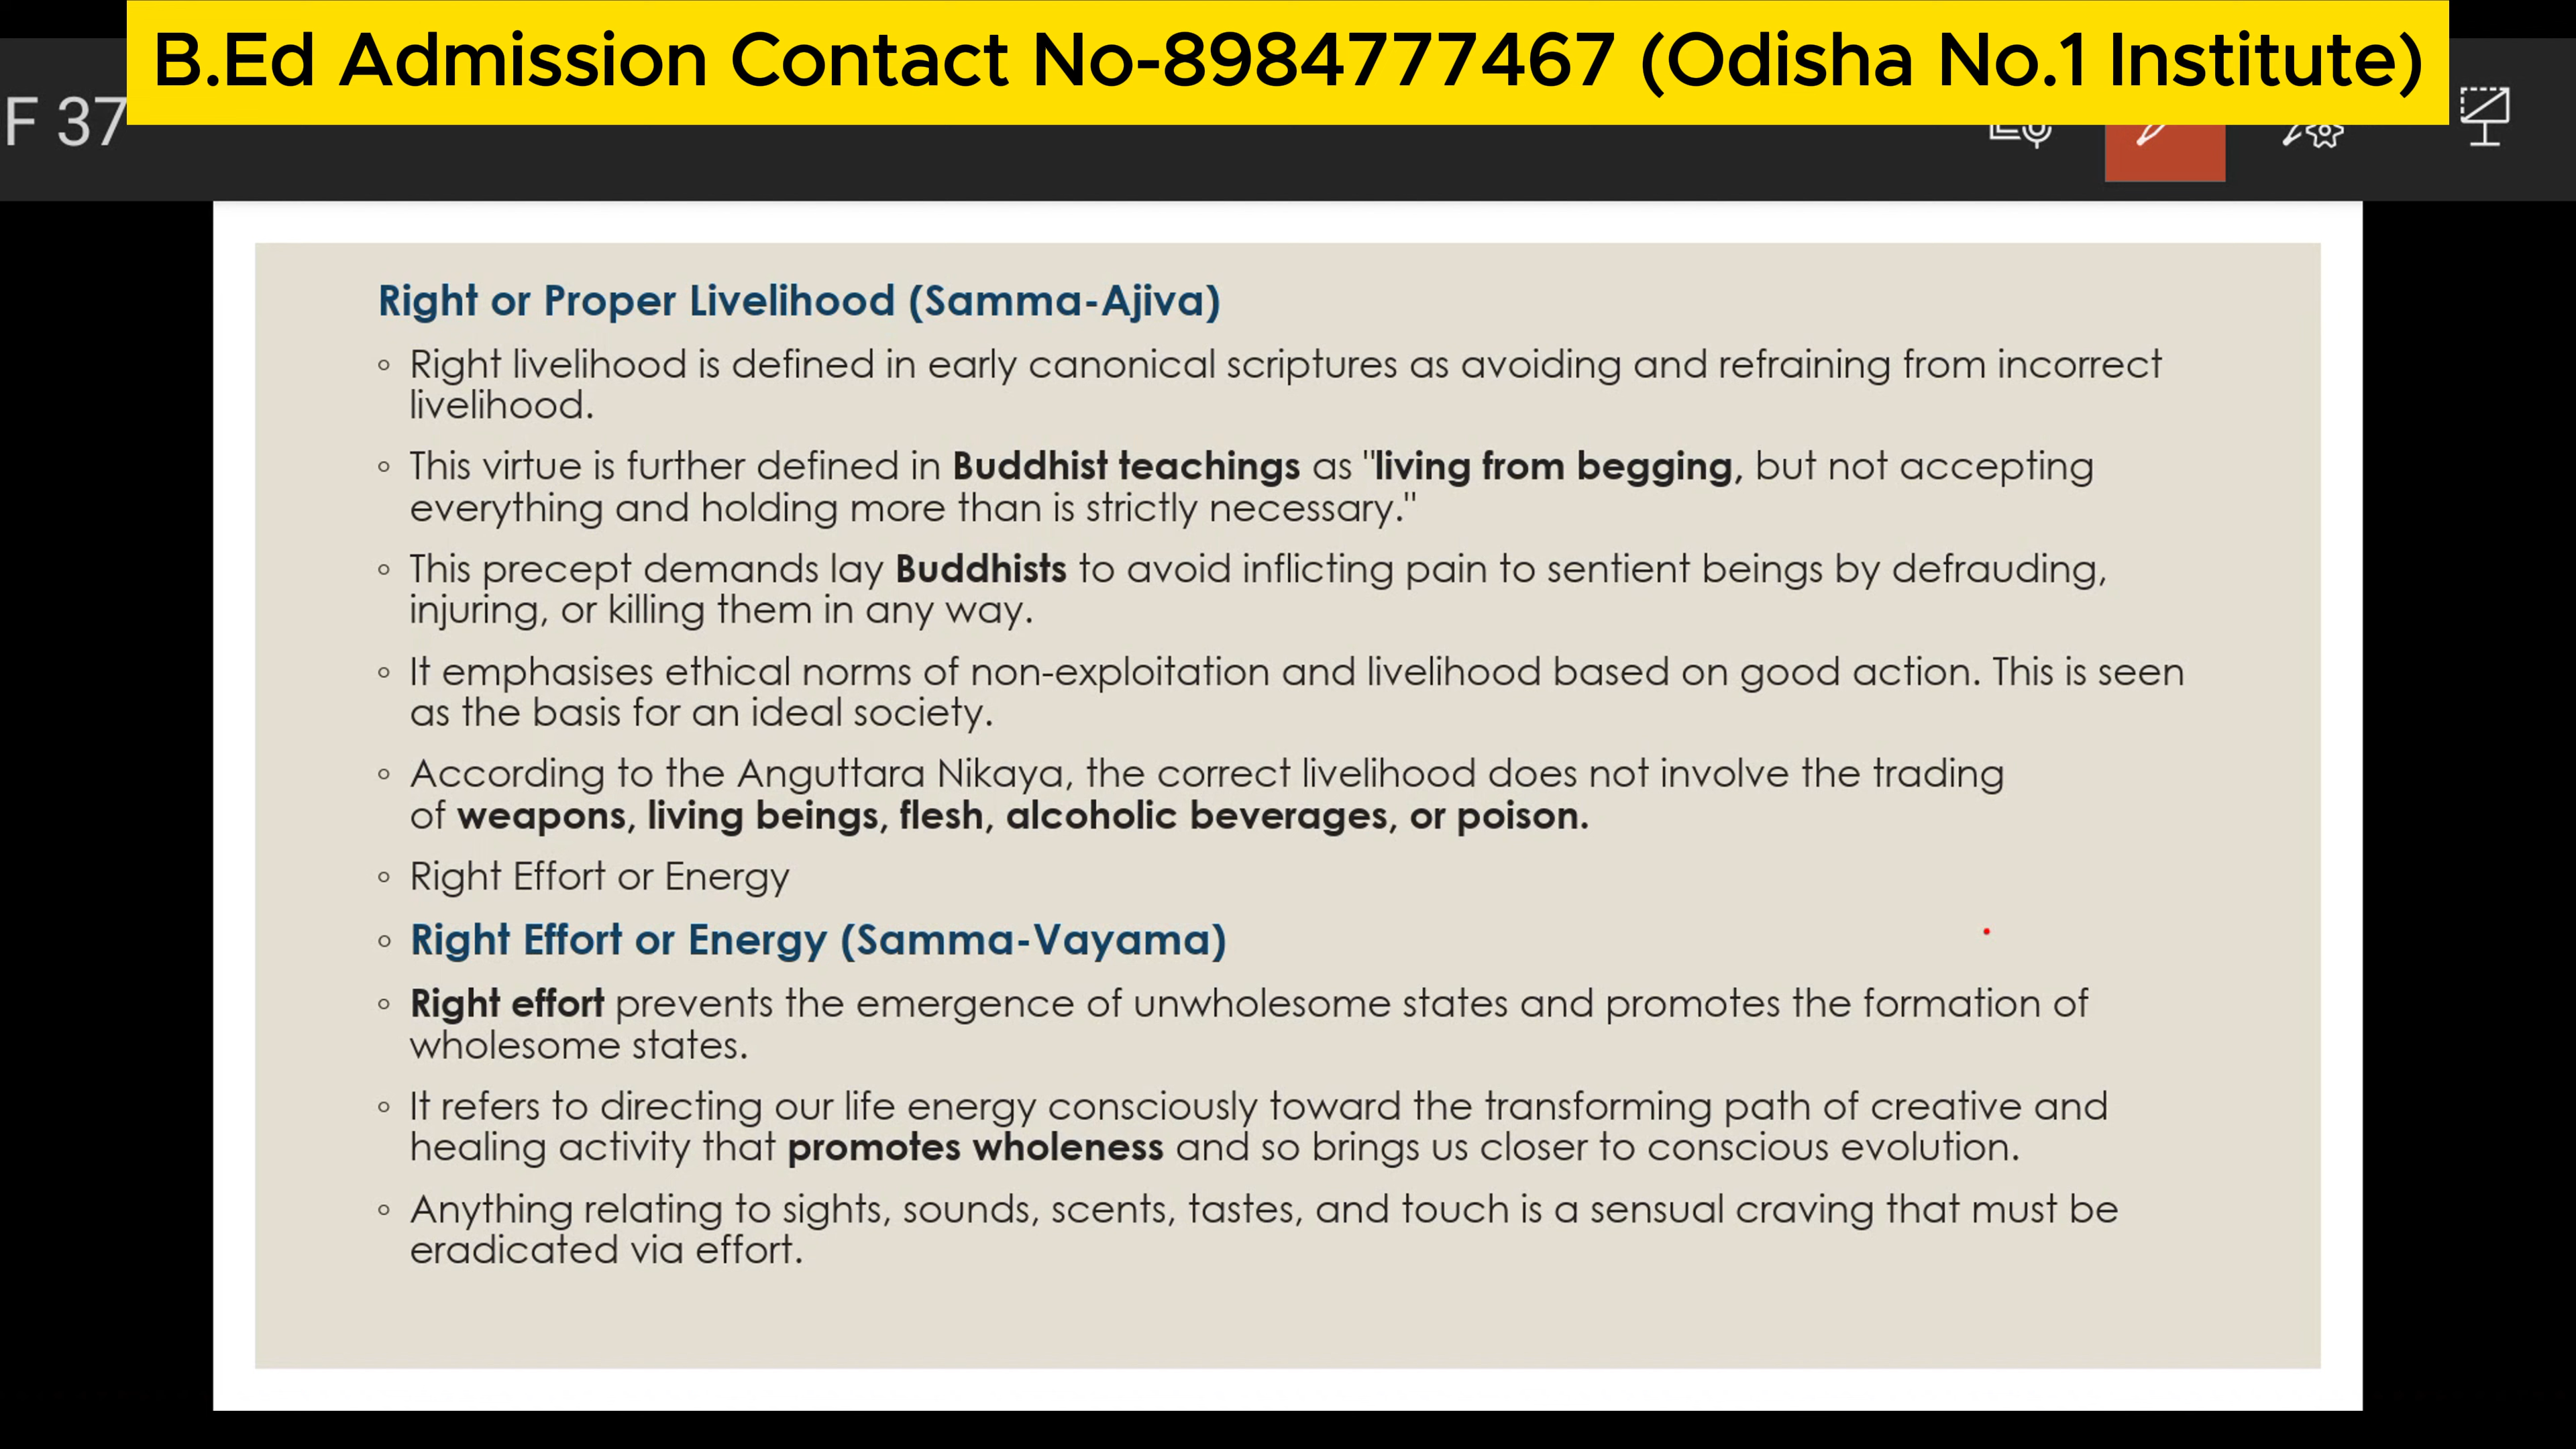 B.Ed Admission Contact No-8984777467 (Odisha No.1 Institute)
F 37
Right or Proper Livelihood (Samma-Ajiva)
◦ Right livelihood is defined in early canonical scriptures as avoiding and refraining from incorrect
livelihood.
◦ This virtue is further defined in Buddhist teachings as "living from begging, but not accepting
everything and holding more than is strictly necessary."
◦ This precept demands lay Buddhists to avoid inflicting pain to sentient beings by defrauding,
injuring, or killing them in any way.
◦ It emphasises ethical norms of non-exploitation and livelihood based on good action. This is seen
as the basis for an ideal society.
◦ According to the Anguttara Nikaya, the correct livelihood does not involve the trading
of weapons, living beings, flesh, alcoholic beverages, or poison.
◦ Right Effort or Energy
◦ Right Effort or Energy (Samma-Vayama)
◦ Right effort prevents the emergence of unwholesome states and promotes the formation of
wholesome states.
◦ It refers to directing our life energy consciously toward the transforming path of creative and
healing activity that promotes wholeness and so brings us closer to conscious evolution.
◦ Anything relating to sights, sounds, scents, tastes, and touch is a sensual craving that must be
eradicated via effort.